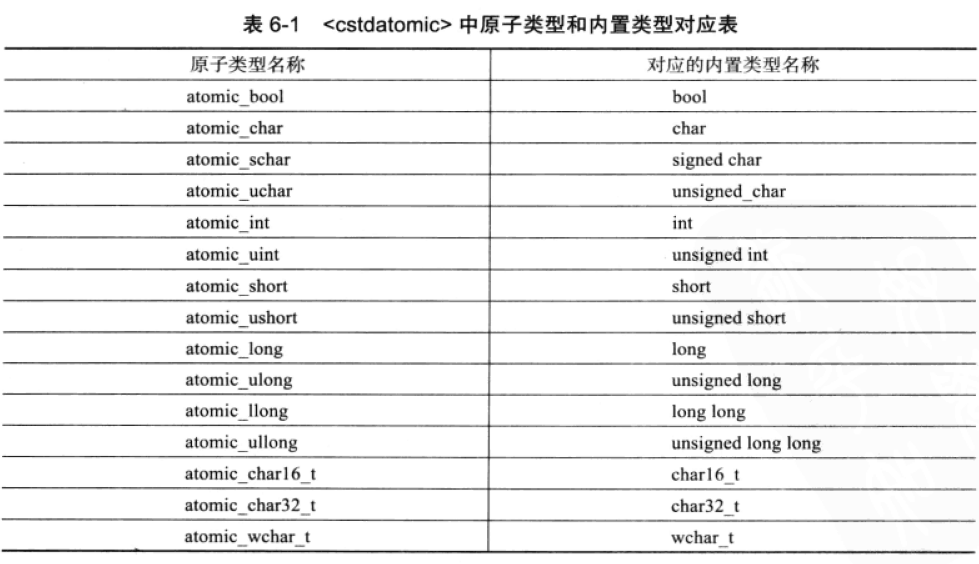 表 6-1 <cstdatomic> 中原子类型和内置类型对应表
原子类型名称 对应的内置类型名称
atomic_bool bool
atomic_char char
atomic_schar signed char
atomic_uchar unsigned_char
atomic_int int
atomic_uint unsigned int
atomic_short short
atomic_ushort unsigned short
atomic_long long
atomic_ulong unsigned long
atomic_llong long long
atomic_ullong unsigned long long
atomic_char16_t char16_t
atomic_char32_t char32_t
atomic_wchar_t wchar_t